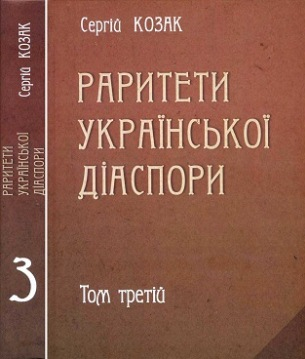 Сергій КОЗАК
РАРИТЕТИ
УКРАЇНСЬКОЇ
ДІАСПОРИ
3
Сергій КОЗАК
РАРИТЕТИ
УКРАЇНСЬКОЇ
ДІАСПОРИ
Том третій